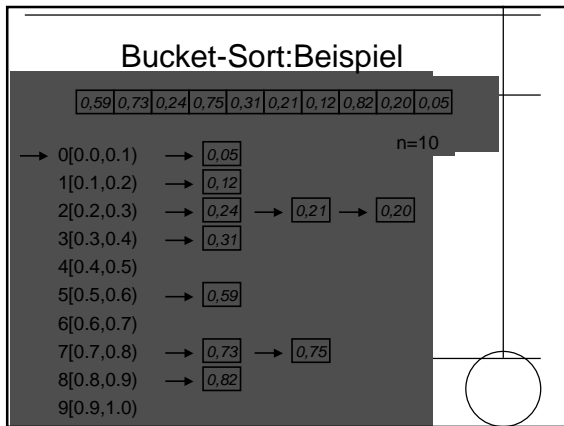 Bucket-Sort:Beispiel
0,59 0,73 0,24 0,75 0,31 0,21 0,12 0,82 0,20 0,05
n=10
0[0.0,0.1) 0,05
1[0.1,0.2) 0,12
2[0.2,0.3) 0,24 0,21 0,20
3[0.3,0.4) 0,31
4[0.4,0.5)
5[0.5,0.6) 0,59
6[0.6,0.7)
7[0.7,0.8) 0,73 0,75
8[0.8,0.9) 0,82
9[0.9,1.0)